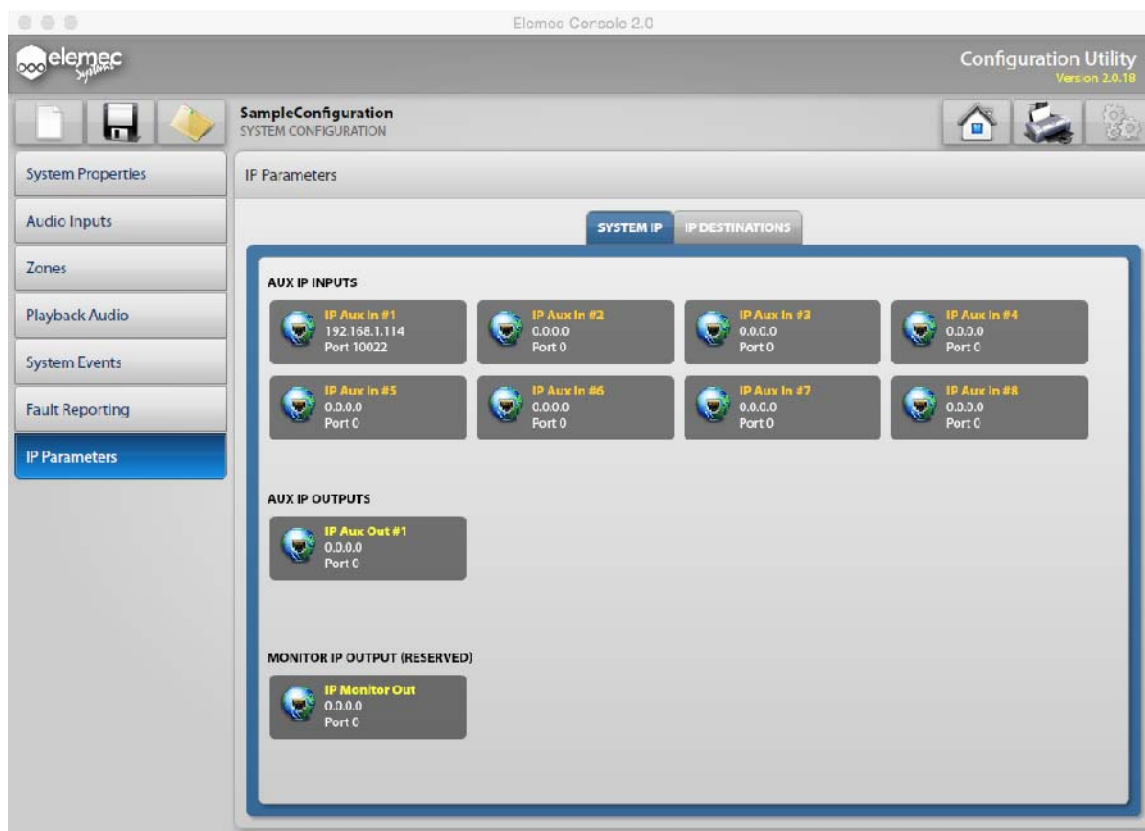 Elemec Console 2.0
elemec
Systems
Configuration Utility
Version 2.0.18
SampleConfiguration
SYSTEM CONFIGURATION
System Properties
Audio Inputs
Zones
Playback Audio
System Events
Fault Reporting
IP Parameters
IP Parameters
SYSTEM IP
IP DESTINATIONS
AUX IP INPUTS
IP Aux In #1
192.168.1.114
Port 10022
IP Aux In #2
0.0.0.0
Port 0
IP Aux In #3
0.0.0.0
Port 0
IP Aux In #4
0.0.0.0
Port 0
IP Aux In #5
0.0.0.0
Port 0
IP Aux In #6
0.0.0.0
Port 0
IP Aux In #7
0.0.0.0
Port 0
IP Aux In #8
0.0.0.0
Port 0
AUX IP OUTPUTS
IP Aux Out #1
0.0.0.0
Port 0
MONITOR IP OUTPUT (RESERVED)
IP Monitor Out
0.0.0.0
Port 0